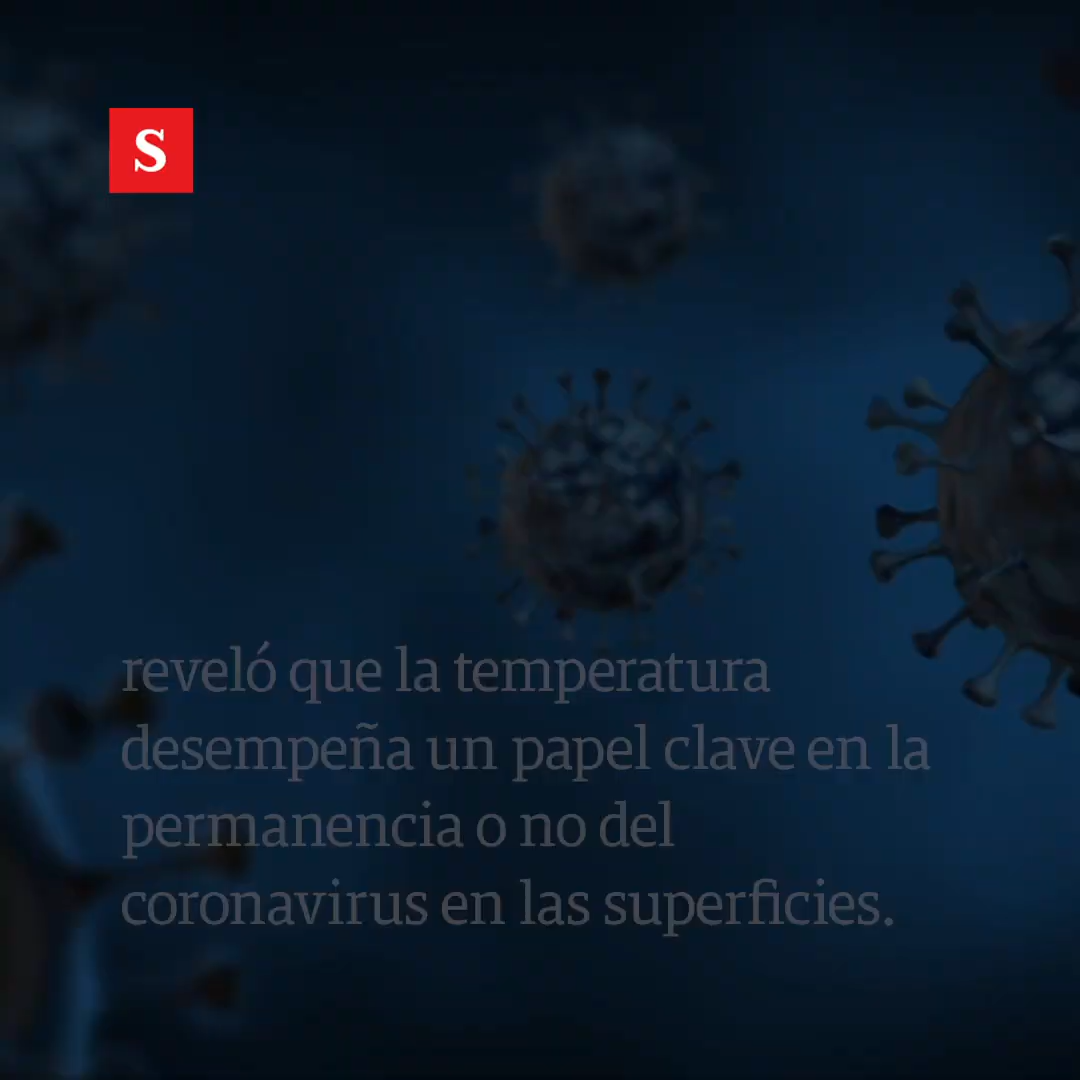 S
reveló que la temperatura
desempeña un papel clave en la
permanencia o no del
coronavirus en las superficies.